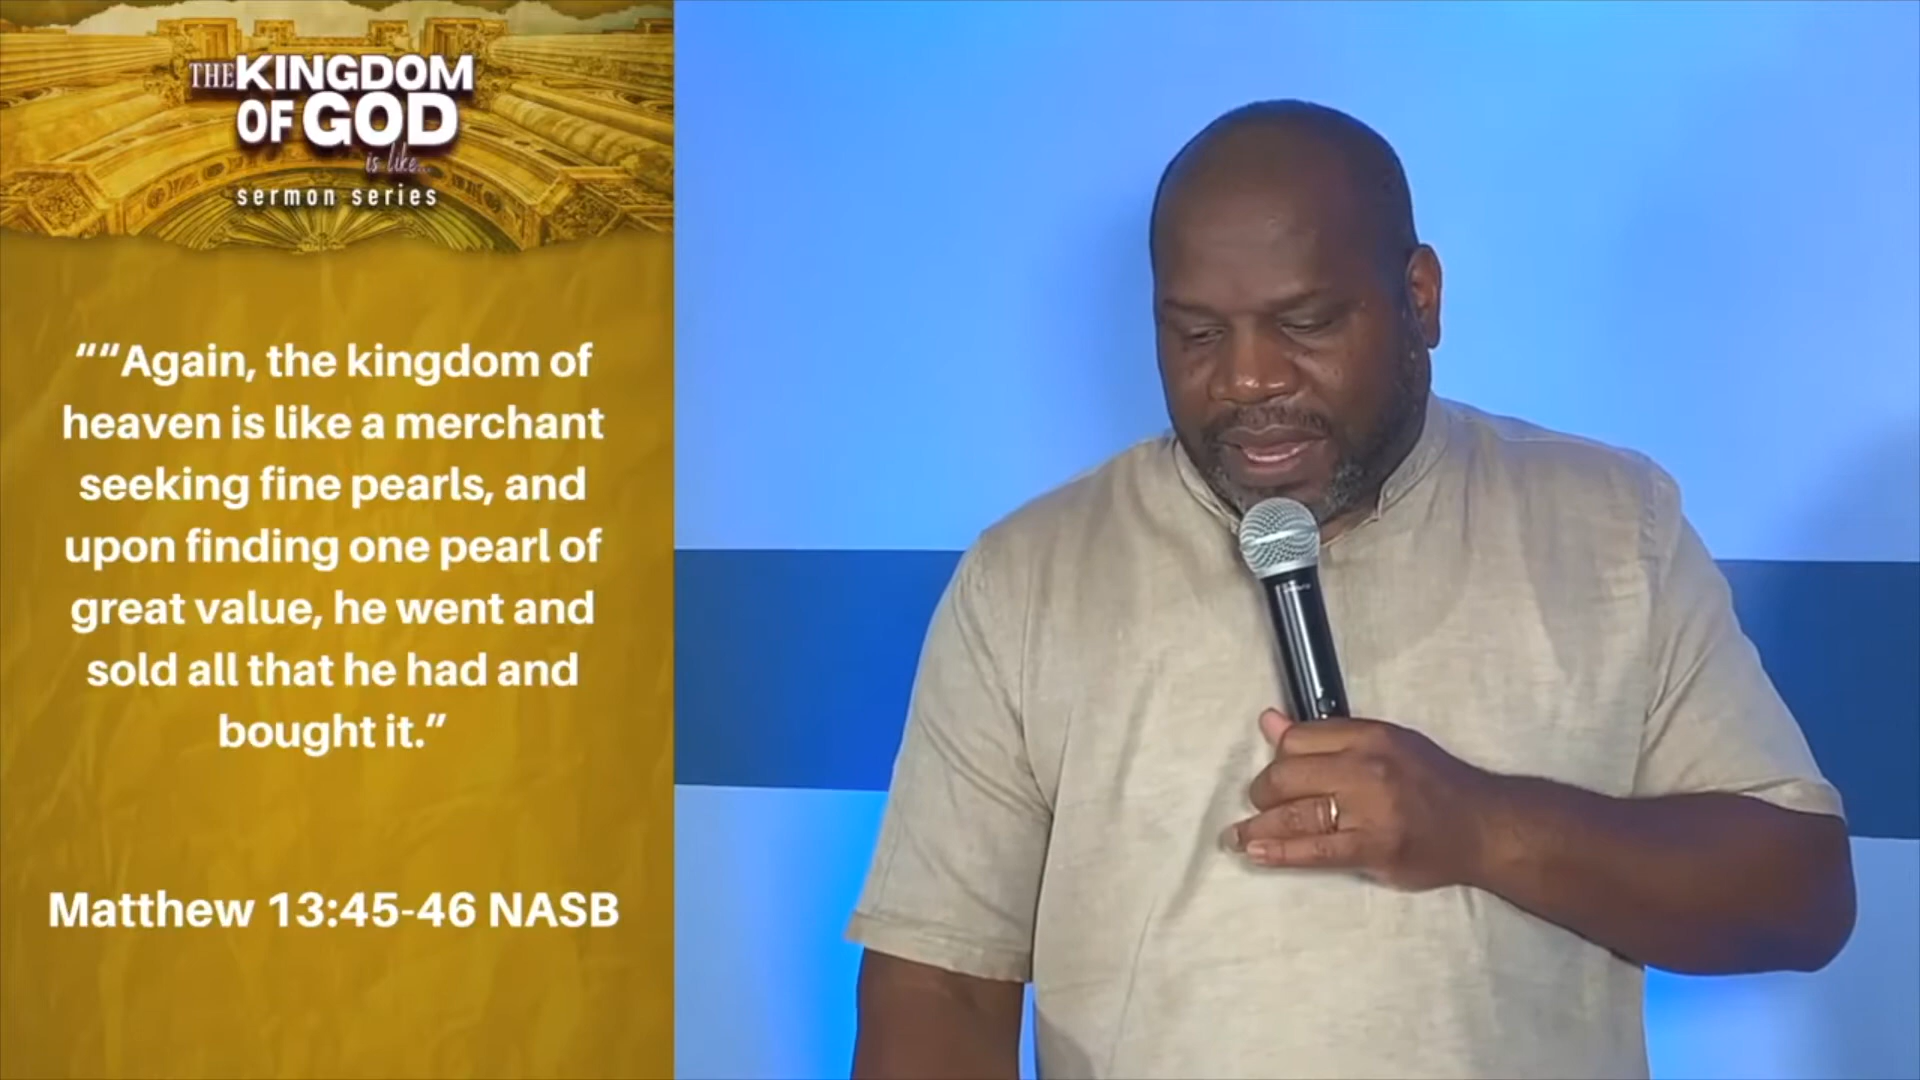 THE KINGDOM
OF GOD
is like...
sermon series
““Again, the kingdom of
heaven is like a merchant
seeking fine pearls, and
upon finding one pearl of
great value, he went and
sold all that he had and
bought it.”
Matthew 13:45-46 NASB